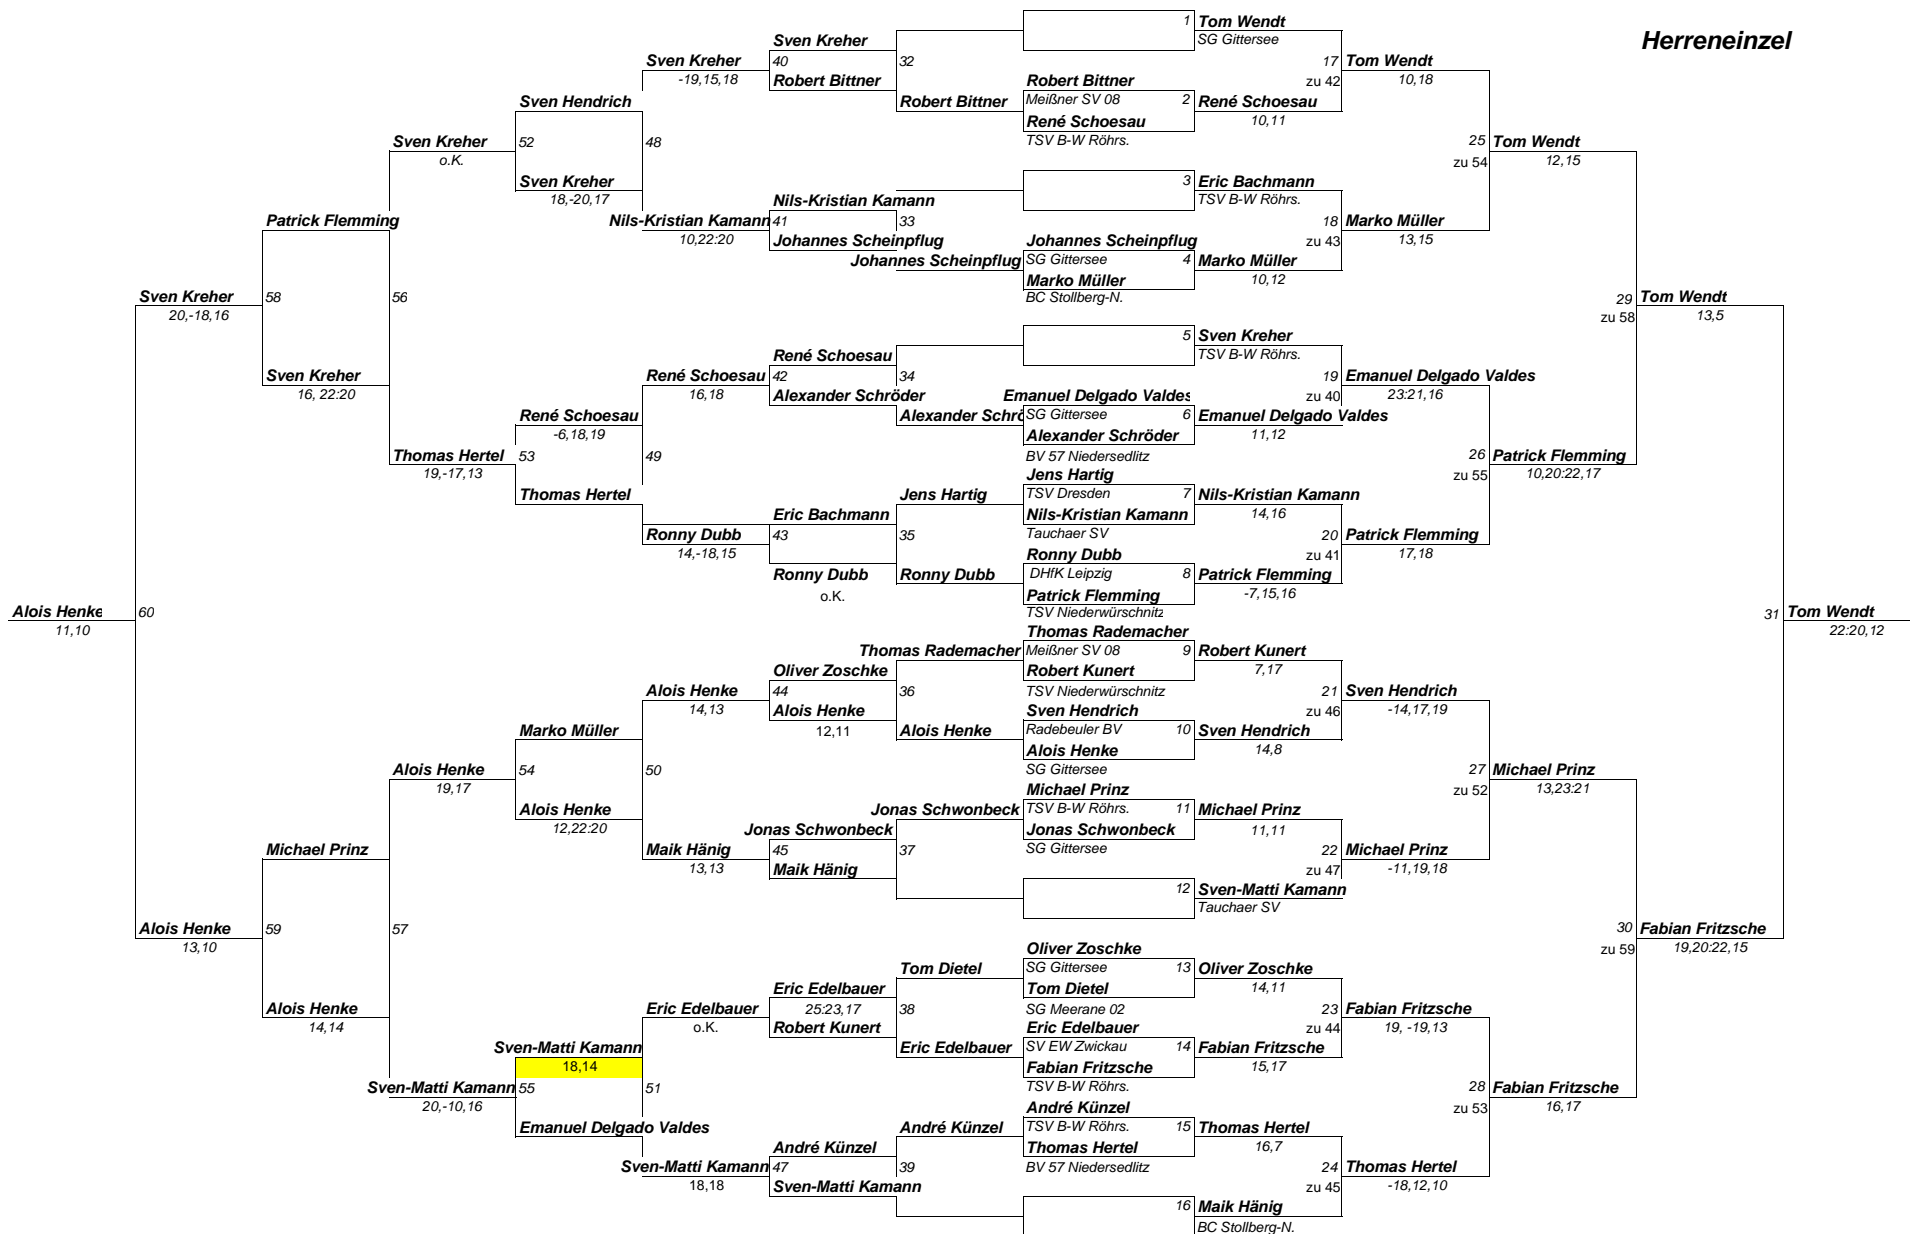 Herreneinzel
1 Tom Wendt
SG Gittersee
Sven Kreher
Sven Kreher 40 32 17 Tom Wendt
-19,15,18 Robert Bittner Robert Bittner zu 42 10,18
Sven Hendrich Robert Bittner Meißner SV 08 2 René Schoesau
René Schoesau 10,11
Sven Kreher 52 48 TSV B-W Röhrs. 25 Tom Wendt
o.K. zu 54 12,15
Sven Kreher 3 Eric Bachmann
18,-20,17 Nils-Kristian Kamann TSV B-W Röhrs.
Patrick Flemming Nils-Kristian Kamann 41 33 18 Marko Müller
10,22:20 Johannes Scheinpflug Johannes Scheinpflug zu 43 13,15
Johannes Scheinpflug SG Gittersee 4 Marko Müller
Marko Müller 10,12
Sven Kreher 58 56 BC Stollberg-N. 29 Tom Wendt
20,-18,16 zu 58 13,5
5 Sven Kreher
René Schoesau TSV B-W Röhrs.
Sven Kreher René Schoesau 42 34 19 Emanuel Delgado Valdes
16, 22:20 16,18 Alexander Schröder Emanuel Delgado Valdes zu 40 23:21,16
René Schoesau Alexander Schrö SG Gittersee 6 Emanuel Delgado Valdes
-6,18,19 Alexander Schröder 11,12
Thomas Hertel 53 49 BV 57 Niedersedlitz 26 Patrick Flemming
19,-17,13 Jens Hartig zu 55 10,20:22,17
Thomas Hertel Jens Hartig TSV Dresden 7 Nils-Kristian Kamann
Eric Bachmann Nils-Kristian Kamann 14,16
Ronny Dubb 43 35 Tauchaer SV 20 Patrick Flemming
14,-18,15 Ronny Dubb zu 41 17,18
Ronny Dubb Ronny Dubb DHfK Leipzig 8 Patrick Flemming
o.K. Patrick Flemming -7,15,16
Alois Henke 60 TSV Niederwürschnitz 31 Tom Wendt
11,10 Thomas Rademacher 22:20,12
Thomas Rademacher Meißner SV 08 9 Robert Kunert
Oliver Zoschke Robert Kunert 7,17
Alois Henke 44 36 TSV Niederwürschnitz 21 Sven Hendrich
14,13 Alois Henke Sven Hendrich zu 46 -14,17,19
Marko Müller 12,11 Alois Henke Radebeuler BV 10 Sven Hendrich
Alois Henke 14,8
Alois Henke 54 50 SG Gittersee 27 Michael Prinz
19,17 Michael Prinz zu 52 13,23:21
Alois Henke Jonas Schwonbeck TSV B-W Röhrs. 11 Michael Prinz
12,22:20 Jonas Schwonbeck Jonas Schwonbeck 11,11
Michael Prinz Maik Hänig 45 37 SG Gittersee 22 Michael Prinz
13,13 Maik Hänig zu 47 -11,19,18
12 Sven-Matti Kamann
Tauchaer SV
Alois Henke 59 57 30 Fabian Fritzsche
13,10 Oliver Zoschke zu 59 19,20:22,15
Tom Dietel SG Gittersee 13 Oliver Zoschke
Eric Edelbauer Tom Dietel 14,11
Alois Henke Eric Edelbauer 25:23,17 38 SG Meerane 02 23 Fabian Fritzsche
14,14 o.K. Robert Kunert Eric Edelbauer zu 44 19, -19,13
Sven-Matti Kamann Eric Edelbauer SV EW Zwickau 14 Fabian Fritzsche
18,14 Fabian Fritzsche 15,17
Sven-Matti Kamann 55 51 TSV B-W Röhrs. 28 Fabian Fritzsche
20,-10,16 André Künzel zu 53 16,17
Emanuel Delgado Valdes André Künzel TSV B-W Röhrs. 15 Thomas Hertel
André Künzel Thomas Hertel 16,7
Sven-Matti Kamann 47 39 BV 57 Niedersedlitz 24 Thomas Hertel
18,18 Sven-Matti Kamann zu 45 -18,12,10
16 Maik Hänig
BC Stollberg-N.